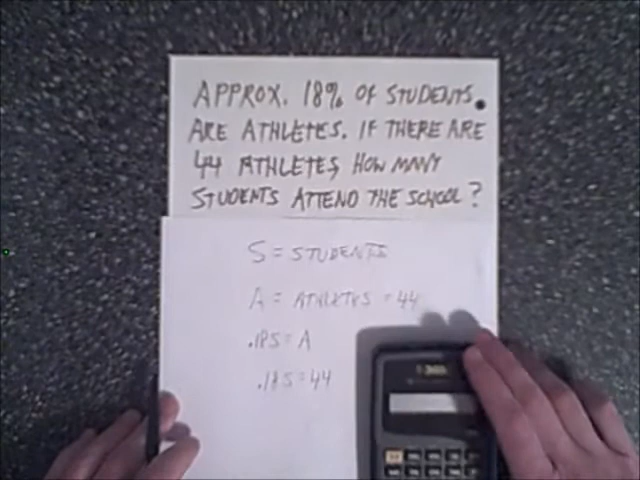 APPROX. 18% OF STUDENTS.
ARE ATHLETES. IF THERE ARE
44 ATHLETES, HOW MANY
STUDENTS ATTEND THE SCHOOL?
S = STUDENTS
A = ATHLETES = 44
.18S = A
.18S = 44